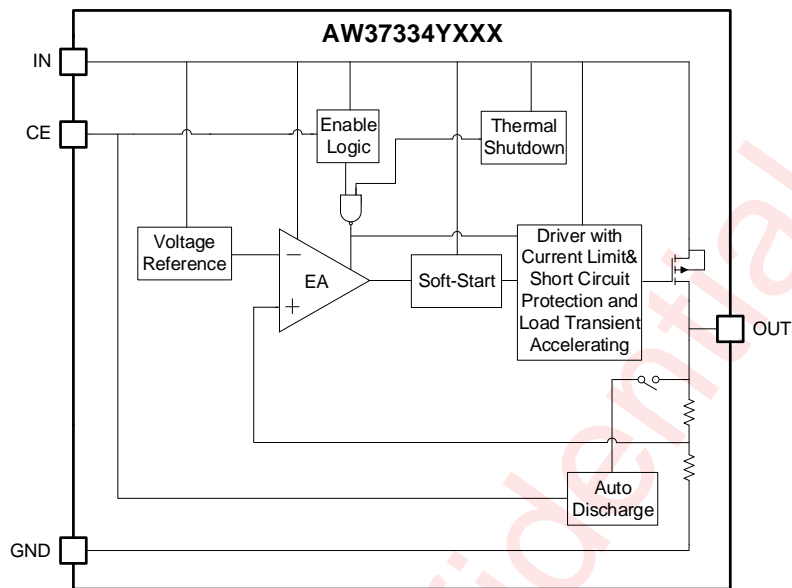 AW37334YXXX
IN
CE
Enable
Logic
Thermal
Shutdown
Voltage
Reference
EA
Soft-Start
Driver with
Current Limit&
Short Circuit
Protection and
Load Transient
Accelerating
OUT
Auto
Discharge
GND
fidential